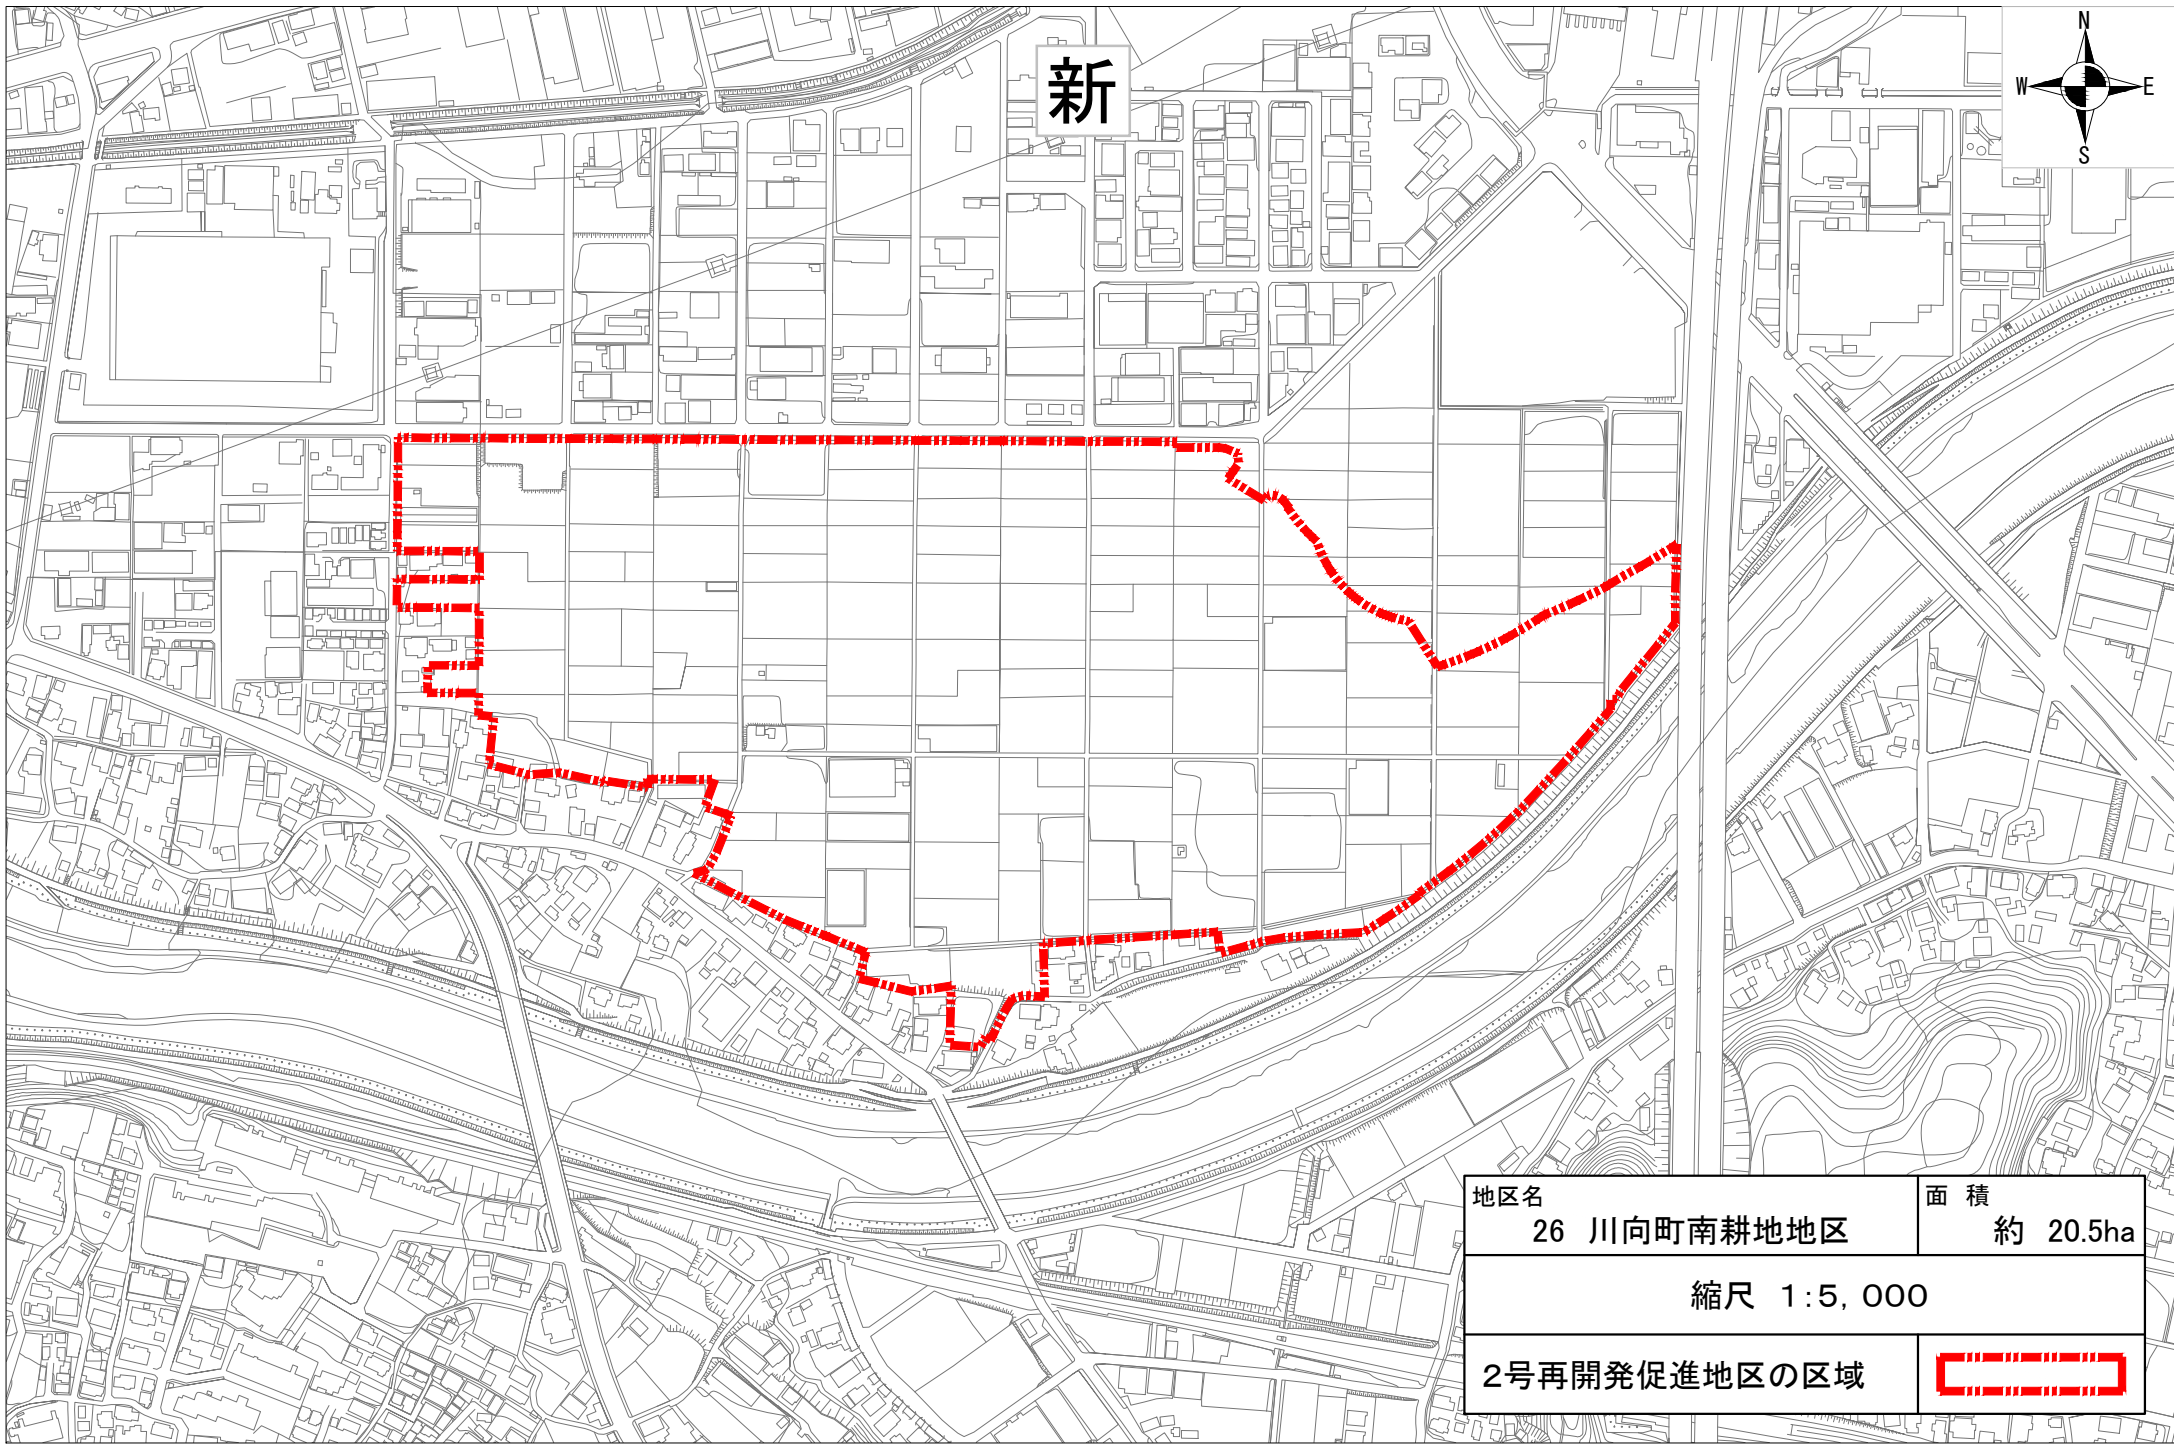 新
N
W E
S
地区名
26 川向町南耕地地区
面 積
約 20.5ha
縮尺 1:5,000
2号再開発促進地区の区域